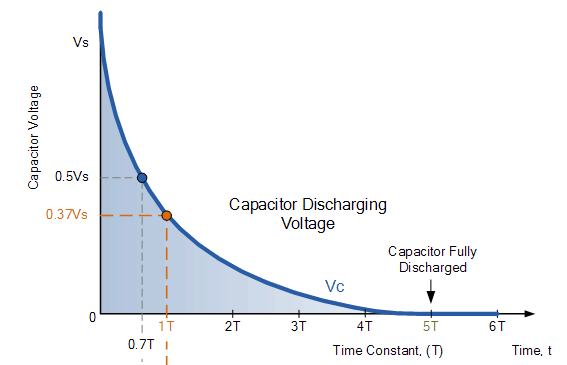 Vs
Capacitor Voltage
0.5Vs
0.37Vs
Capacitor Discharging
Voltage
Capacitor Fully
Discharged
Vc
0
1T
2T
3T
4T
5T
6T
0.7T
Time Constant, (T)
Time, t